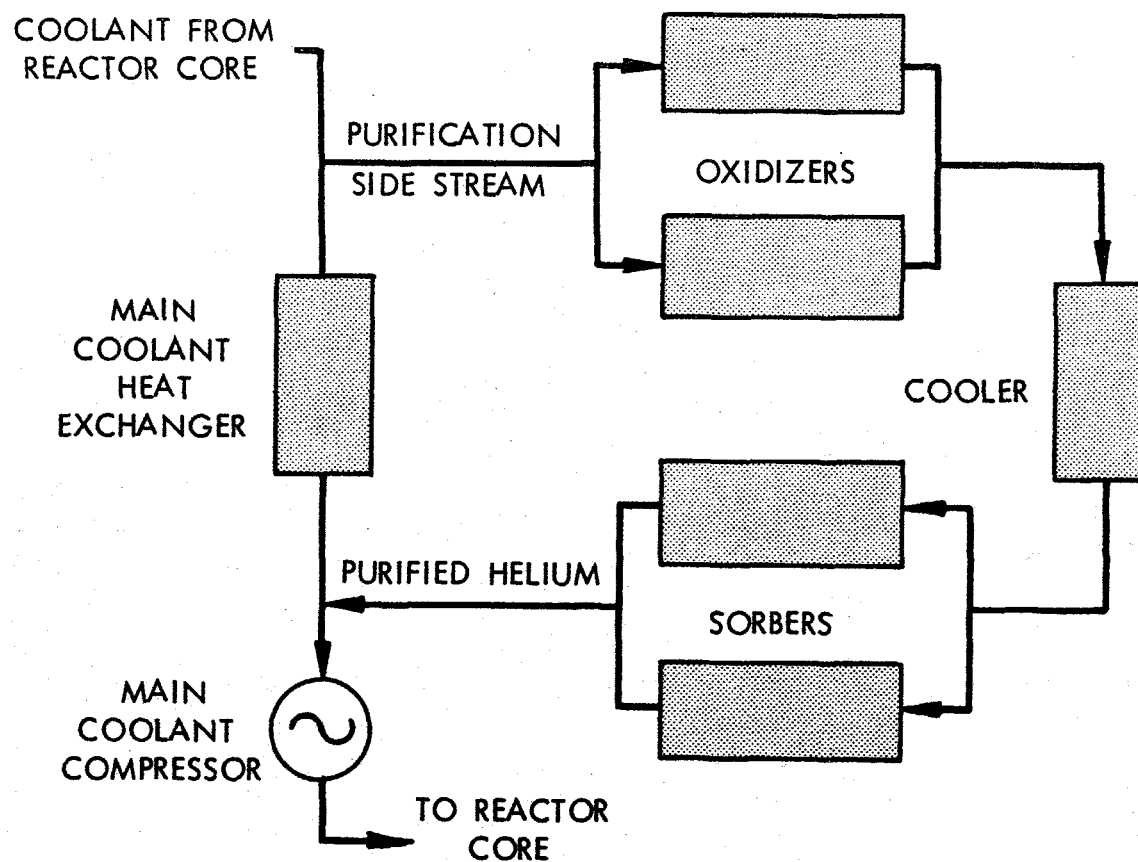 COOLANT FROM
REACTOR CORE
PURIFICATION
SIDE STREAM
OXIDIZERS
MAIN
COOLANT
HEAT
EXCHANGER
COOLER
PURIFIED HELIUM
SORBERS
MAIN
COOLANT
COMPRESSOR
TO REACTOR
CORE